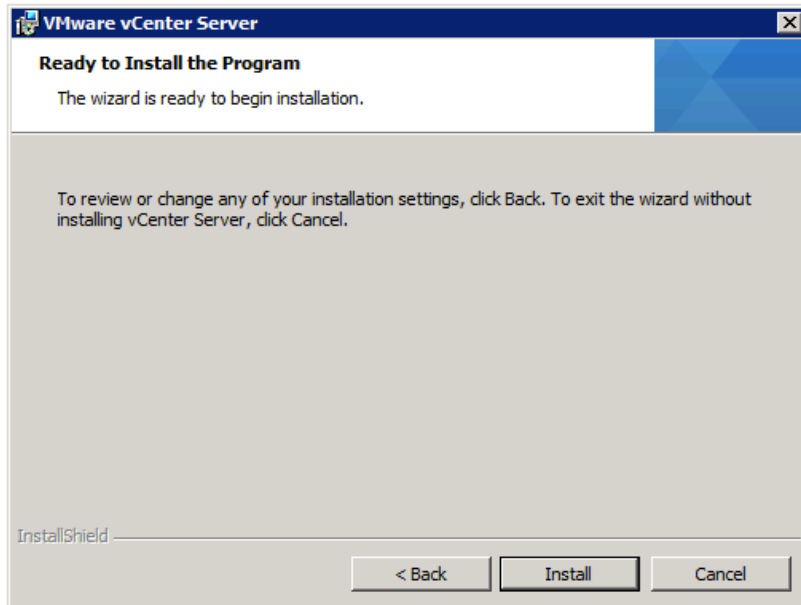 VMware vCenter Server
Ready to Install the Program
The wizard is ready to begin installation.
To review or change any of your installation settings, click Back. To exit the wizard without
installing vCenter Server, click Cancel.
InstallShield
< Back Install Cancel